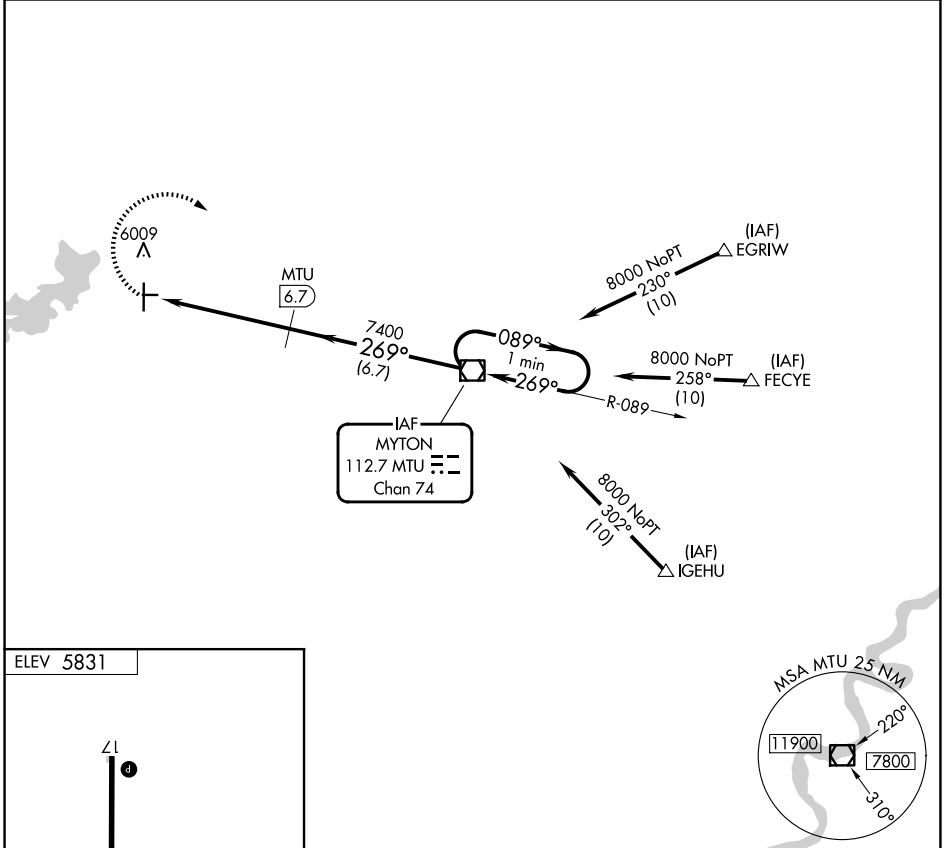 6009
MTU
6.7
7400
269°
(6.7)
089°
1 min
269°
R-089
(IAF)
EGRIW
8000 NoPT
230°
(10)
8000 NoPT
258°
(10)
(IAF)
FECYE
8000 NoPT
302°
(10)
(IAF)
IGEHU
IAF
MYTON
112.7 MTU
Chan 74
ELEV 5831
17
P
MSA MTU 25 NM
11900
220°
7800
310°